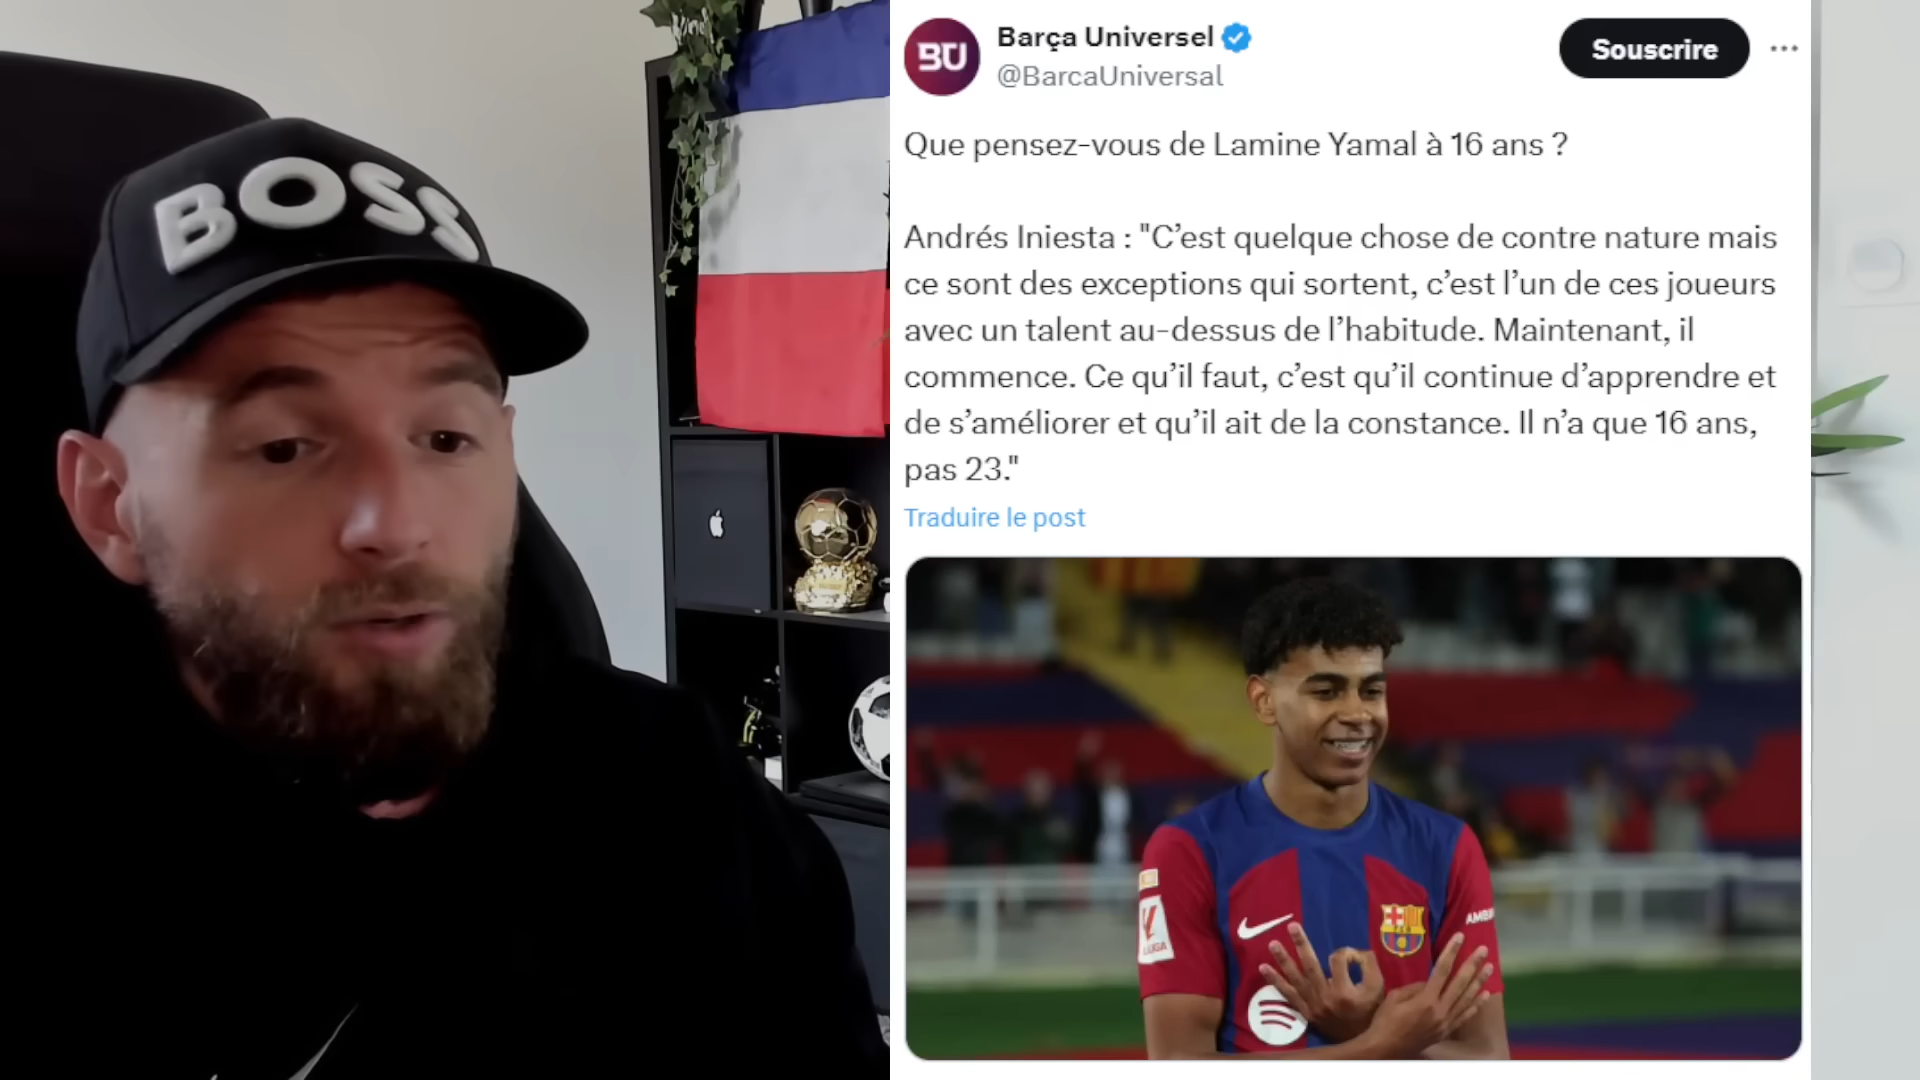 BOSS
BU
Barça Universel
@BarcaUniversal
Souscrire
Que pensez-vous de Lamine Yamal à 16 ans ?
Andrés Iniesta : "C’est quelque chose de contre nature mais
ce sont des exceptions qui sortent, c’est l’un de ces joueurs
avec un talent au-dessus de l’habitude. Maintenant, il
commence. Ce qu’il faut, c’est qu’il continue d’apprendre et
de s’améliorer et qu’il ait de la constance. Il n’a que 16 ans,
pas 23."
Traduire le post
LALIGA